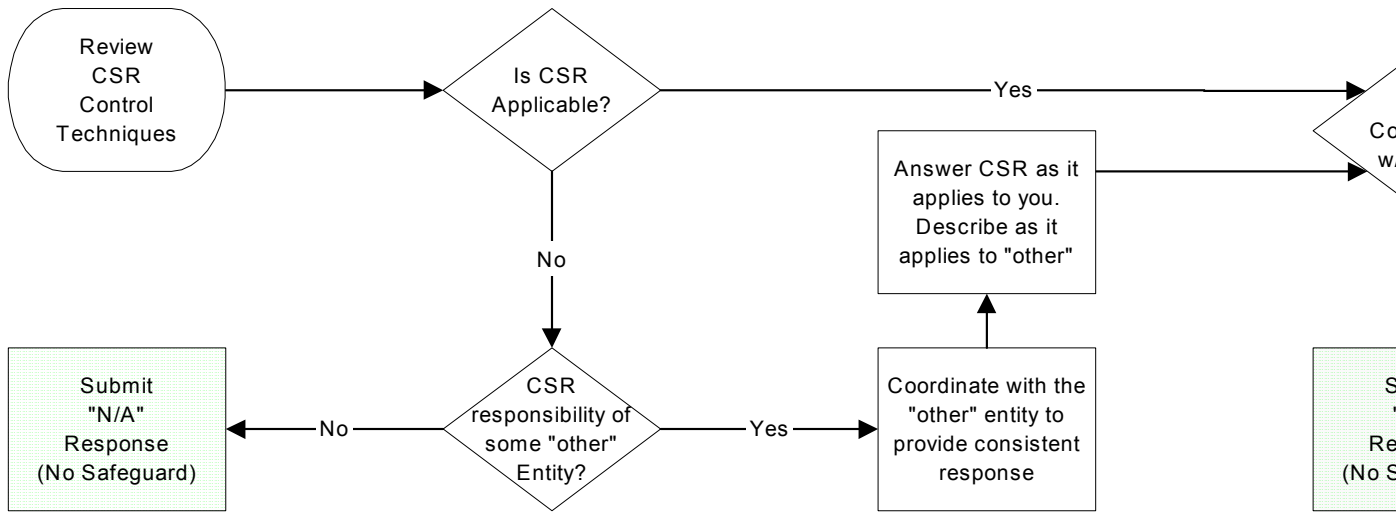 Review
CSR
Control
Techniques
Is CSR
Applicable?
Yes
Answer CSR as it
applies to you.
Describe as it
applies to "other"
No
Submit
"N/A"
Response
(No Safeguard)
No
CSR
responsibility of
some "other"
Entity?
Yes
Coordinate with the
"other" entity to
provide consistent
response
(No